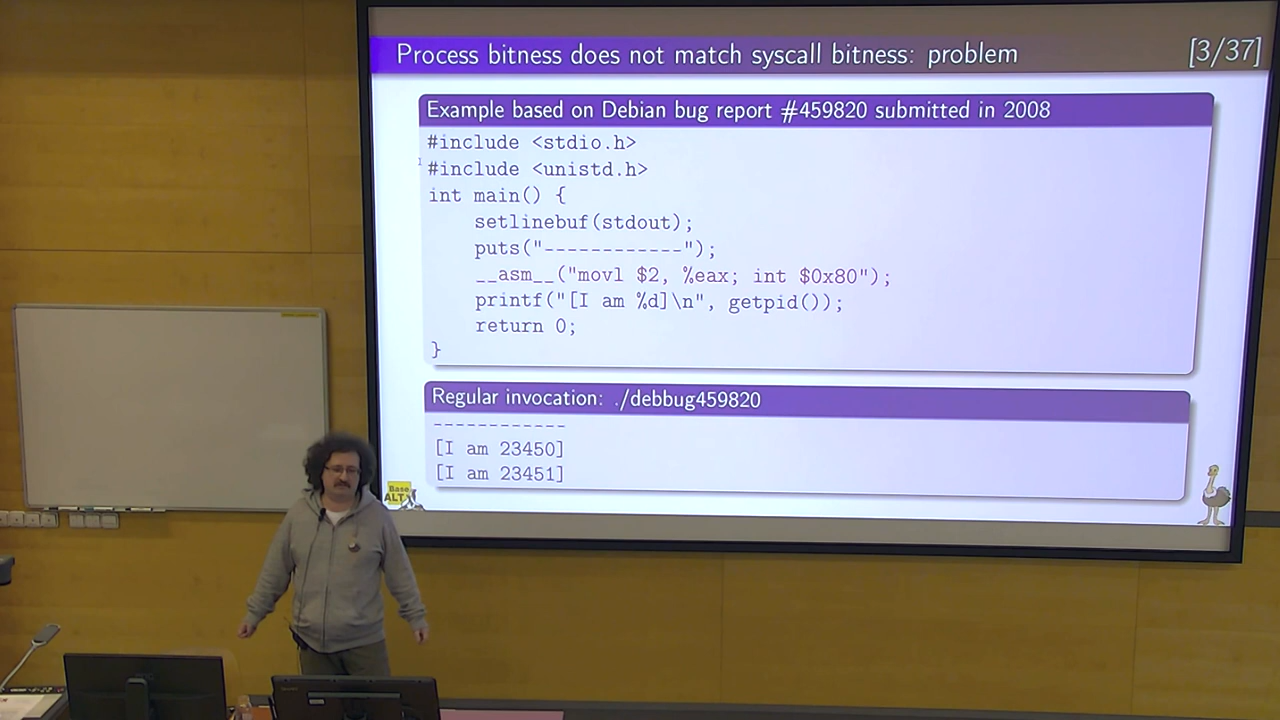 Process bitness does not match syscall bitness: problem [3/37]
Example based on Debian bug report #459820 submitted in 2008
#include <stdio.h>
#include <unistd.h>
int main() {
    setlinebuf(stdout);
    puts("------------");
    __asm__("movl $2, %eax; int $0x80");
    printf("[I am %d]\n", getpid());
    return 0;
}
Regular invocation: ./debbug459820
------------
[I am 23450]
[I am 23451]
Base
ALT